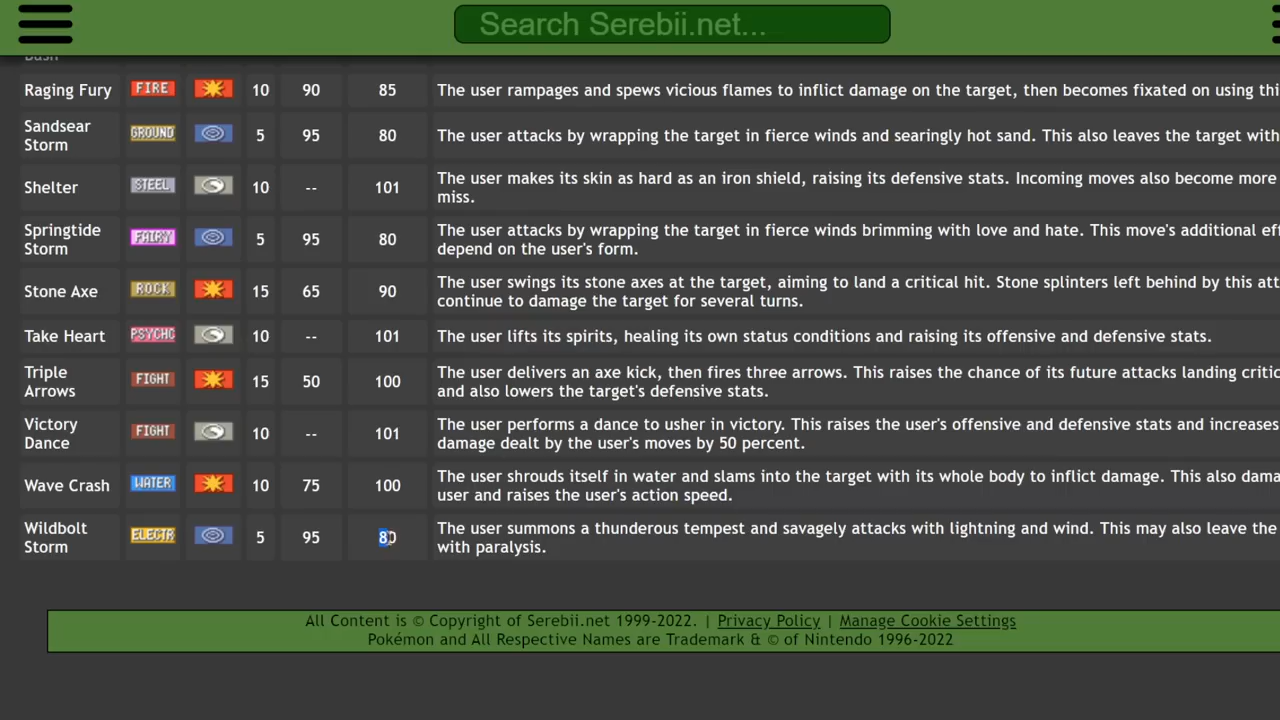 Search Serebii.net...
Raging Fury FIRE 10 90 85 The user rampages and spews vicious flames to inflict damage on the target, then becomes fixated on using thi
Sandsear Storm GROUND 5 95 80 The user attacks by wrapping the target in fierce winds and searingly hot sand. This also leaves the target with
Shelter STEEL 10 -- 101 The user makes its skin as hard as an iron shield, raising its defensive stats. Incoming moves also become more
miss.
Springtide Storm FAIRY 5 95 80 The user attacks by wrapping the target in fierce winds brimming with love and hate. This move's additional eff
depend on the user's form.
Stone Axe ROCK 15 65 90 The user swings its stone axes at the target, aiming to land a critical hit. Stone splinters left behind by this att
continue to damage the target for several turns.
Take Heart PSYCHC 10 -- 101 The user lifts its spirits, healing its own status conditions and raising its offensive and defensive stats.
Triple Arrows FIGHT 15 50 100 The user delivers an axe kick, then fires three arrows. This raises the chance of its future attacks landing critic
and also lowers the target's defensive stats.
Victory Dance FIGHT 10 -- 101 The user performs a dance to usher in victory. This raises the user's offensive and defensive stats and increases
damage dealt by the user's moves by 50 percent.
Wave Crash WATER 10 75 100 The user shrouds itself in water and slams into the target with its whole body to inflict damage. This also dama
user and raises the user's action speed.
Wildbolt Storm ELECTR 5 95 80 The user summons a thunderous tempest and savagely attacks with lightning and wind. This may also leave the
with paralysis.
All Content is © Copyright of Serebii.net 1999-2022. | Privacy Policy | Manage Cookie Settings
Pokémon and All Respective Names are Trademark & © of Nintendo 1996-2022